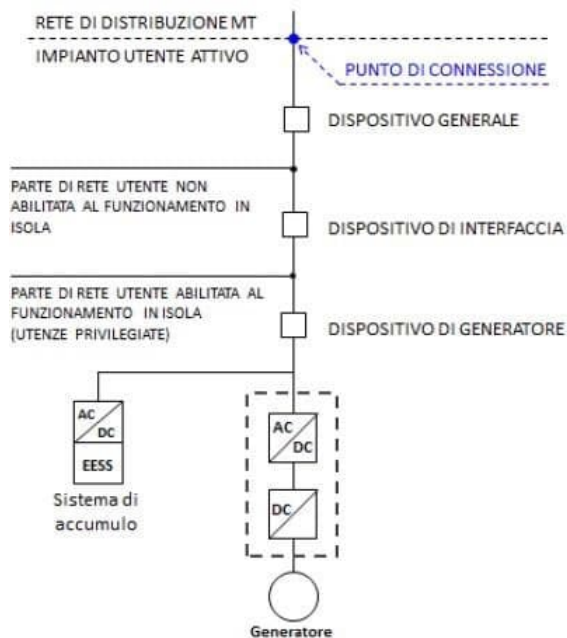 RETE DI DISTRIBUZIONE MT
IMPIANTO UTENTE ATTIVO
PUNTO DI CONNESSIONE
DISPOSITIVO GENERALE
PARTE DI RETE UTENTE NON
ABILITATA AL FUNZIONAMENTO IN
ISOLA
DISPOSITIVO DI INTERFACCIA
PARTE DI RETE UTENTE ABILITATA AL
FUNZIONAMENTO IN ISOLA
(UTENZE PRIVILEGIATE)
DISPOSITIVO DI GENERATORE
AC
DC
EESS
Sistema di
accumulo
AC
DC
DC
Generatore